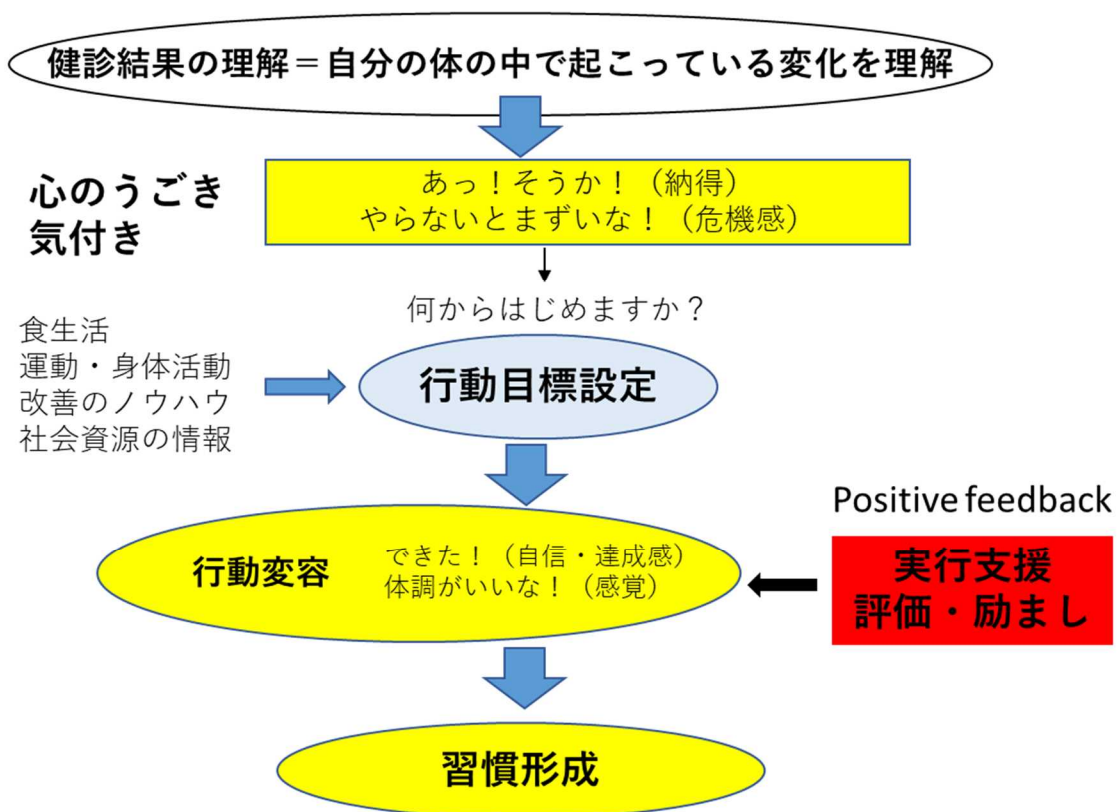 健診結果の理解＝自分の体の中で起こっている変化を理解
心のうごき
気付き
あっ！そうか！（納得）
やらないとまずいな！（危機感）
何からはじめますか？
食生活
運動・身体活動
改善のノウハウ
社会資源の情報
行動目標設定
行動変容
できた！（自信・達成感）
体調がいいな！（感覚）
Positive feedback
実行支援
評価・励まし
習慣形成